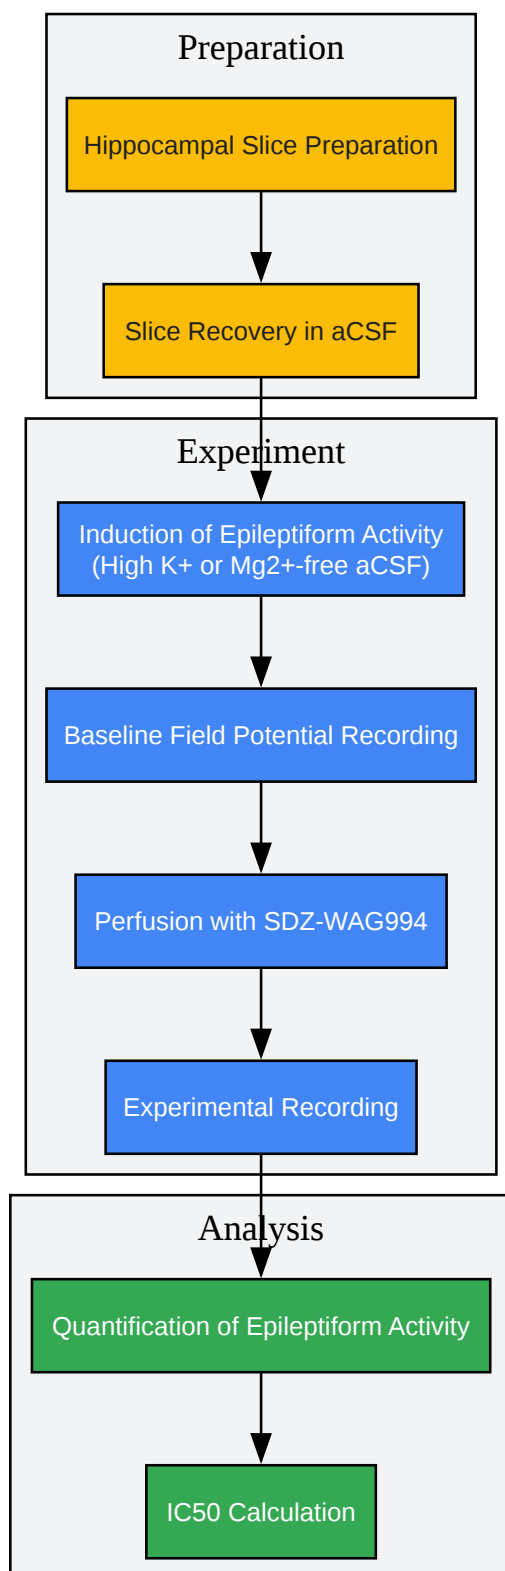 Preparation
Hippocampal Slice Preparation
Slice Recovery in aCSF
Experiment
Induction of Epileptiform Activity
(High K+ or Mg2+-free aCSF)
Baseline Field Potential Recording
Perfusion with SDZ-WAG994
Experimental Recording
Analysis
Quantification of Epileptiform Activity
IC50 Calculation